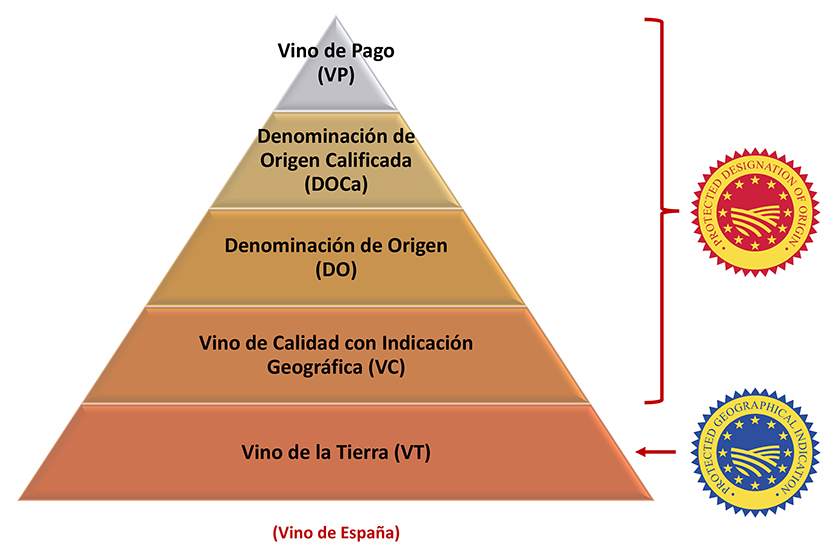 Vino de Pago
(VP)
Denominación de
Origen Calificada
(DOCa)
Denominación de Origen
(DO)
Vino de Calidad con Indicación
Geográfica (VC)
Vino de la Tierra (VT)
(Vino de España)
PROTECTED DESIGNATION OF ORIGIN
PROTECTED GEOGRAPHICAL INDICATION